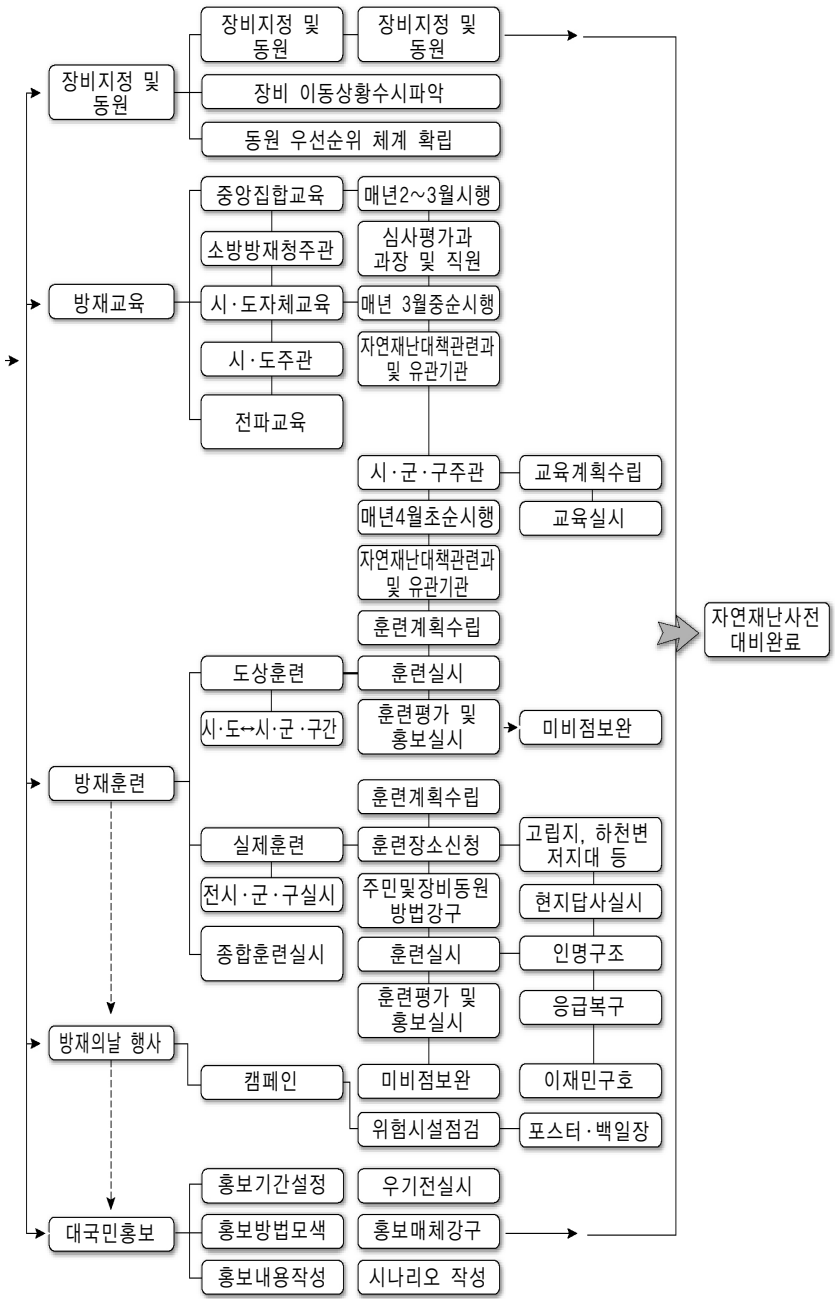 장비지정 및
동원
장비지정 및
동원
장비지정 및
동원
장비 이동상황수시파악
동원 우선순위 체계 확립
방재교육
중앙집합교육
매년2~3월시행
소방방재청주관
심사평가과
과장 및 직원
시·도자체교육
매년 3월중순시행
시·도주관
자연재난대책관련과
및 유관기관
전파교육
시·군·구주관
교육계획수립
매년4월초순시행
교육실시
자연재난대책관련과
및 유관기관
훈련계획수립
자연재난사전
대비완료
방재훈련
도상훈련
훈련실시
시·도↔시·군·구간
훈련평가 및
홍보실시
미비점보완
훈련계획수립
실제훈련
훈련장소신청
고립지, 하천변
저지대 등
전시·군·구실시
주민및장비동원
방법강구
현지답사실시
종합훈련실시
훈련실시
인명구조
훈련평가 및
홍보실시
응급복구
방재의날 행사
캠페인
미비점보완
이재민구호
위험시설점검
포스터·백일장
대국민홍보
홍보기간설정
우기전실시
홍보방법모색
홍보매체강구
홍보내용작성
시나리오 작성